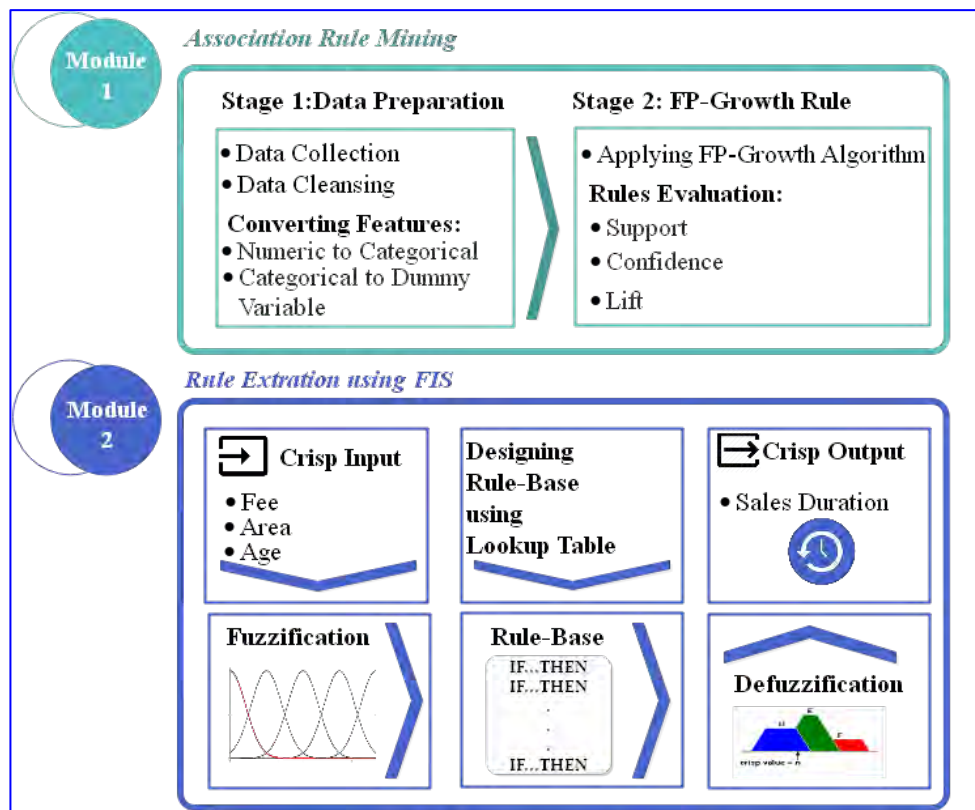 Module
1
Association Rule Mining
Stage 1:Data Preparation
• Data Collection
• Data Cleansing
Converting Features:
• Numeric to Categorical
• Categorical to Dummy
Variable
Stage 2: FP-Growth Rule
• Applying FP-Growth Algorithm
Rules Evaluation:
• Support
• Confidence
• Lift
Module
2
Rule Extration using FIS
Crisp Input
• Fee
• Area
• Age
Designing
Rule-Base
using
Lookup Table
Crisp Output
• Sales Duration
Fuzzification
Rule-Base
IF...THEN
IF...THEN
.
.
.
IF...THEN
Defuzzification
crisp value =